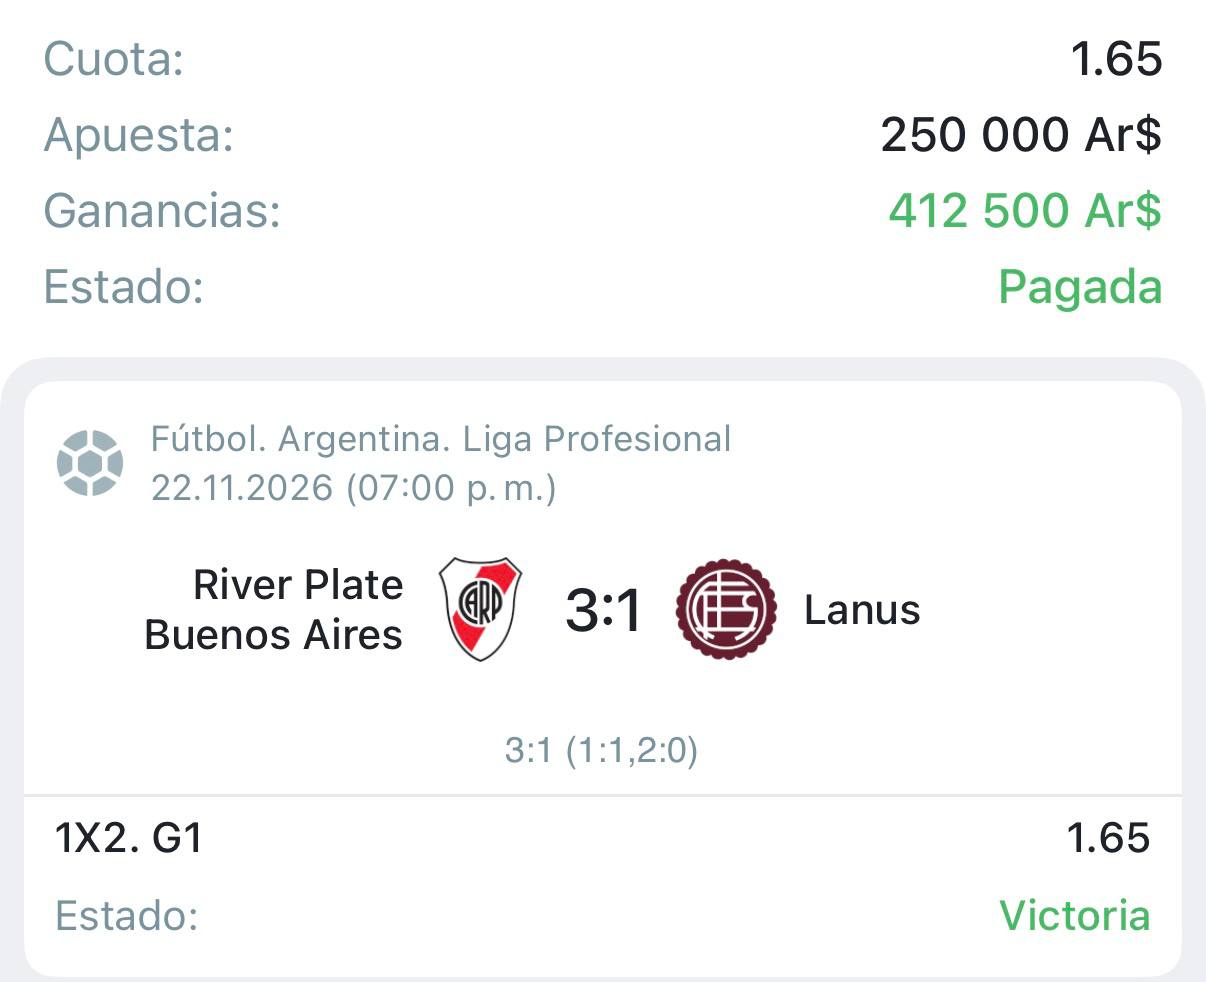 Cuota: 1.65
Apuesta: 250 000 Ar$
Ganancias: 412 500 Ar$
Estado: Pagada
Fútbol. Argentina. Liga Profesional
22.11.2026 (07:00 p. m.)
River Plate
Buenos Aires
CARP
3:1
Lanus
3:1 (1:1,2:0)
1X2. G1 1.65
Estado: Victoria